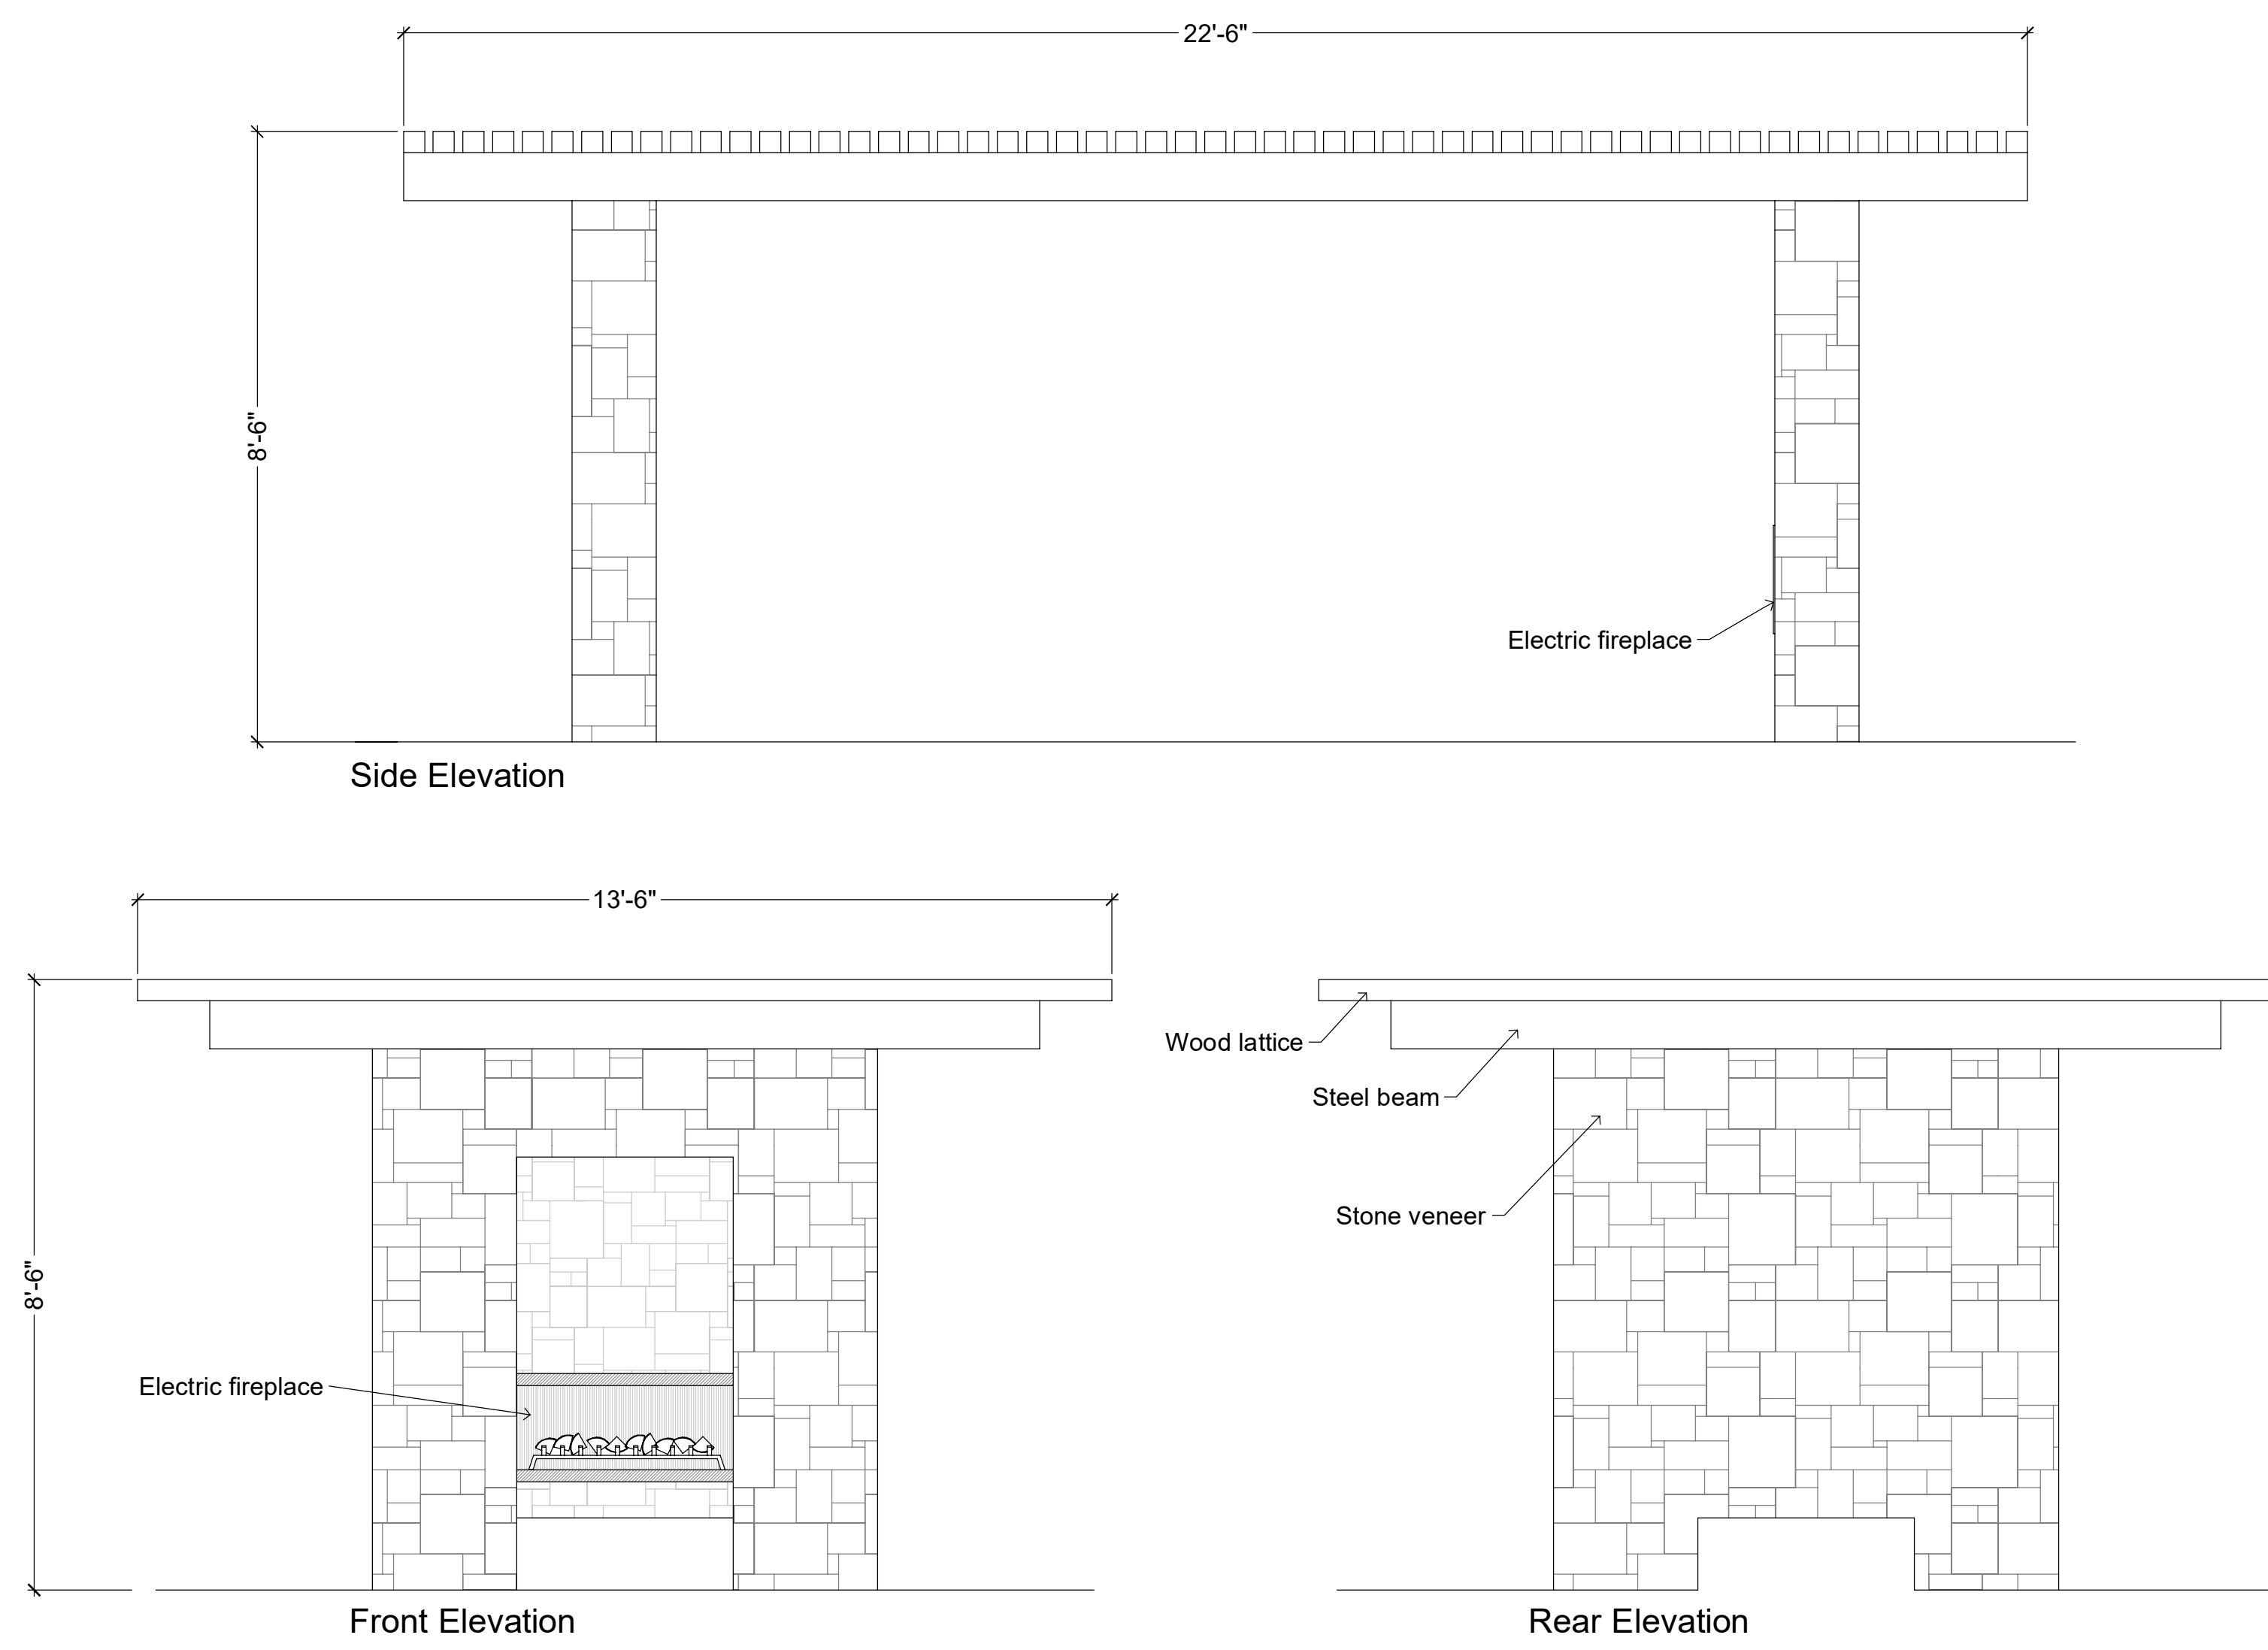 22'-6"
8'-6"
Electric fireplace
Side Elevation
13'-6"
8'-6"
Electric fireplace
Front Elevation
Wood lattice
Steel beam
Stone veneer
Rear Elevation